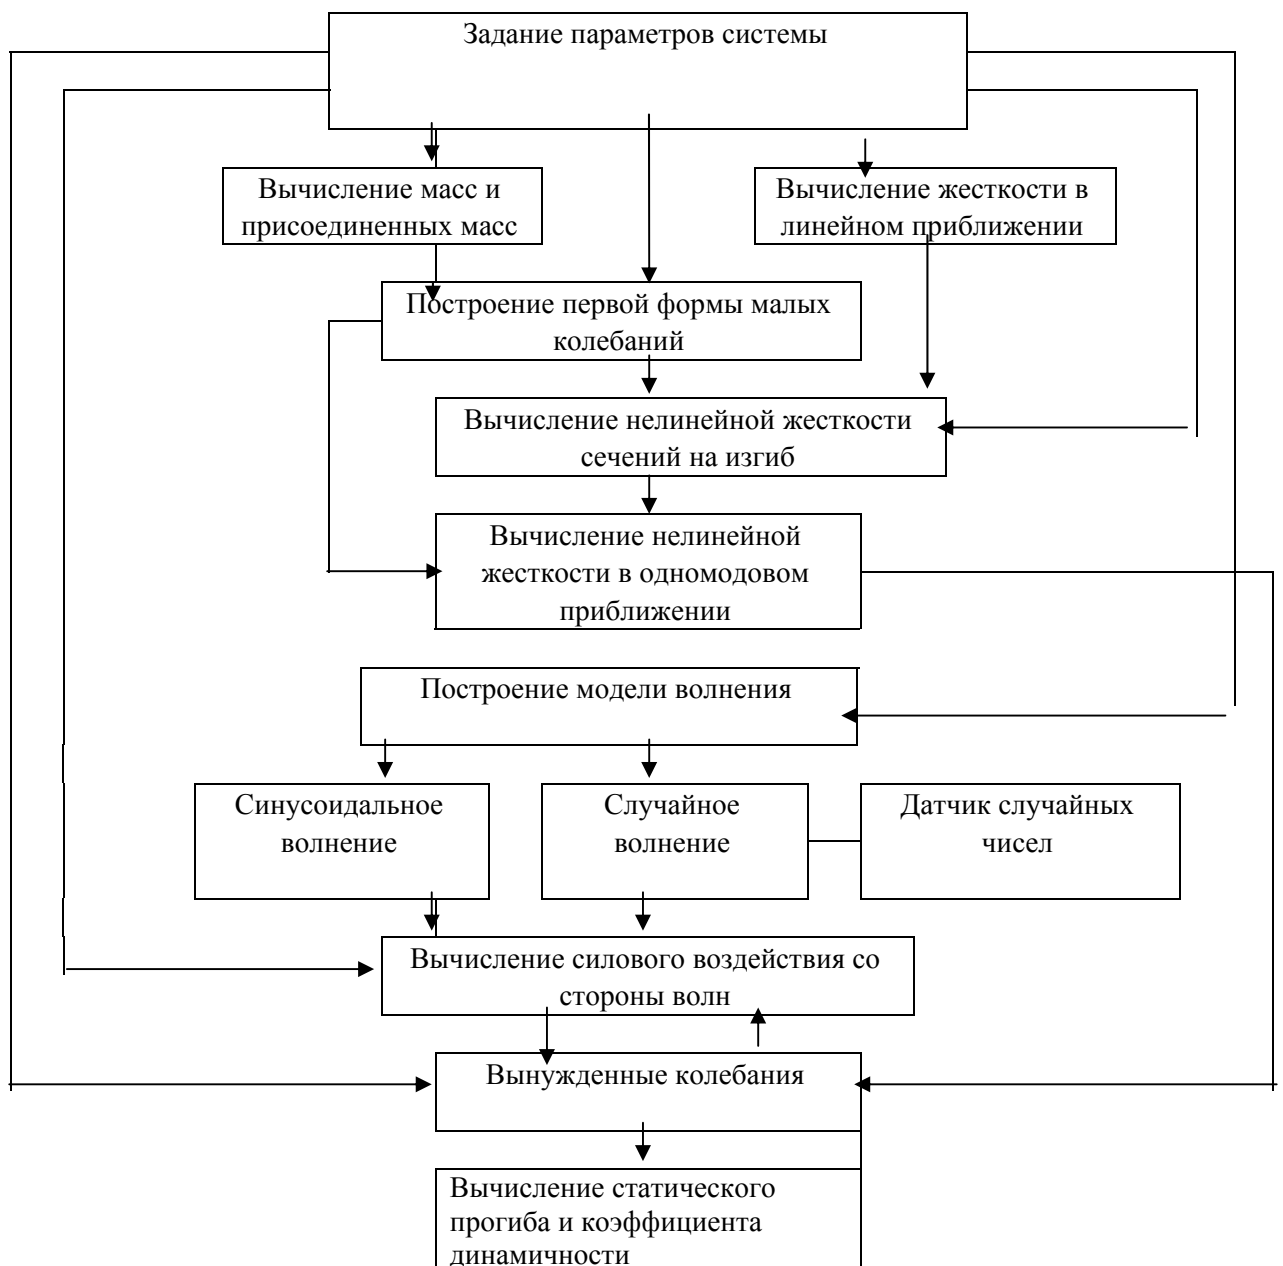 Задание параметров системы
Вычисление масс и
присоединенных масс
Вычисление жесткости в
линейном приближении
Построение первой формы малых
колебаний
Вычисление нелинейной жесткости
сечений на изгиб
Вычисление нелинейной
жесткости в одномодовом
приближении
Построение модели волнения
Синусоидальное
волнение
Случайное
волнение
Датчик случайных
чисел
Вычисление силового воздействия со
стороны волн
Вынужденные колебания
Вычисление статического
прогиба и коэффициента
динамичности